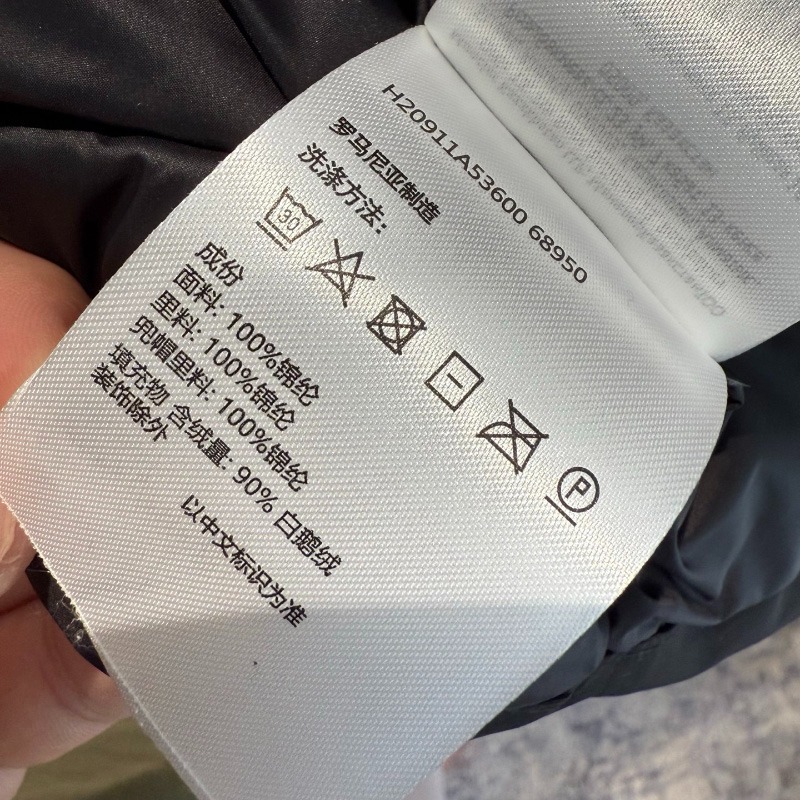 H20911A53600 68950
罗马尼亚制造
洗涤方法:
30
P
成份
面料: 100%锦纶
里料: 100%锦纶
兜帽里料: 100%锦纶
填充物 含绒量: 90% 白鹅绒
装饰除外
以中文标识为准